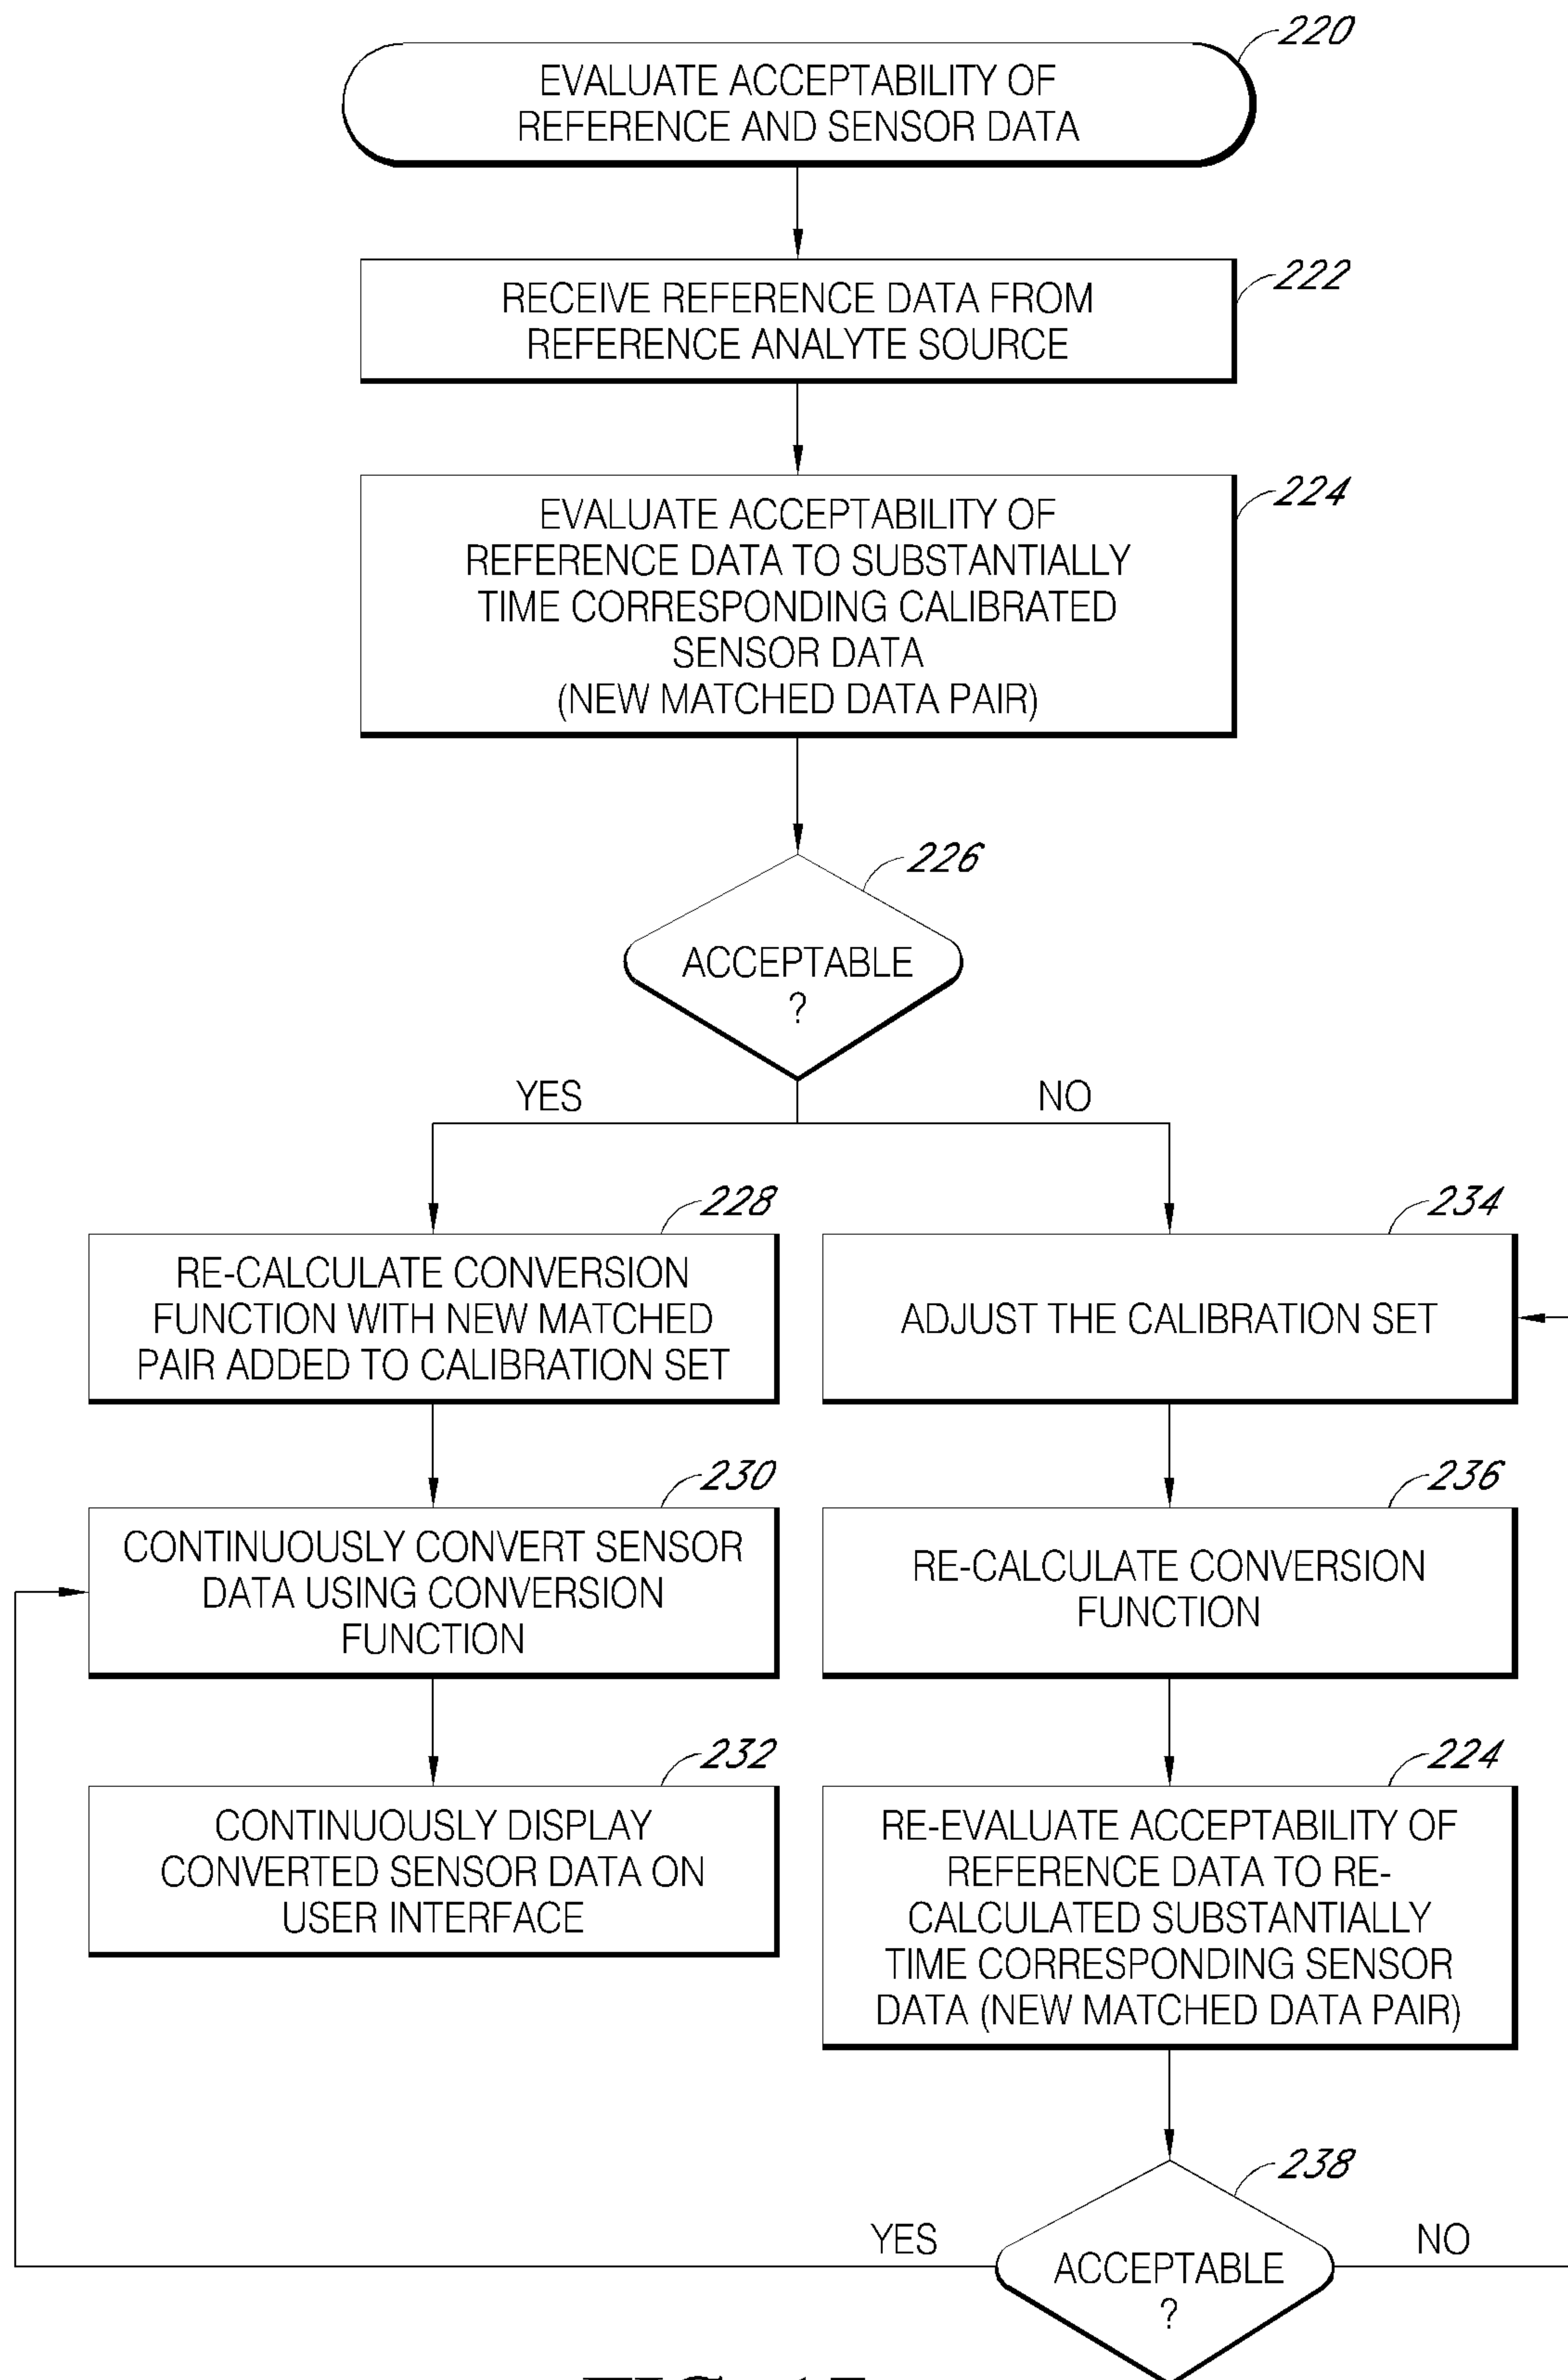 220
EVALUATE ACCEPTABILITY OF
REFERENCE AND SENSOR DATA
222
RECEIVE REFERENCE DATA FROM
REFERENCE ANALYTE SOURCE
224
EVALUATE ACCEPTABILITY OF
REFERENCE DATA TO SUBSTANTIALLY
TIME CORRESPONDING CALIBRATED
SENSOR DATA
(NEW MATCHED DATA PAIR)
226
ACCEPTABLE
?
YES
NO
228
RE-CALCULATE CONVERSION
FUNCTION WITH NEW MATCHED
PAIR ADDED TO CALIBRATION SET
234
ADJUST THE CALIBRATION SET
230
CONTINUOUSLY CONVERT SENSOR
DATA USING CONVERSION
FUNCTION
236
RE-CALCULATE CONVERSION
FUNCTION
232
CONTINUOUSLY DISPLAY
CONVERTED SENSOR DATA ON
USER INTERFACE
224
RE-EVALUATE ACCEPTABILITY OF
REFERENCE DATA TO RE-
CALCULATED SUBSTANTIALLY
TIME CORRESPONDING SENSOR
DATA (NEW MATCHED DATA PAIR)
238
YES
ACCEPTABLE
?
NO